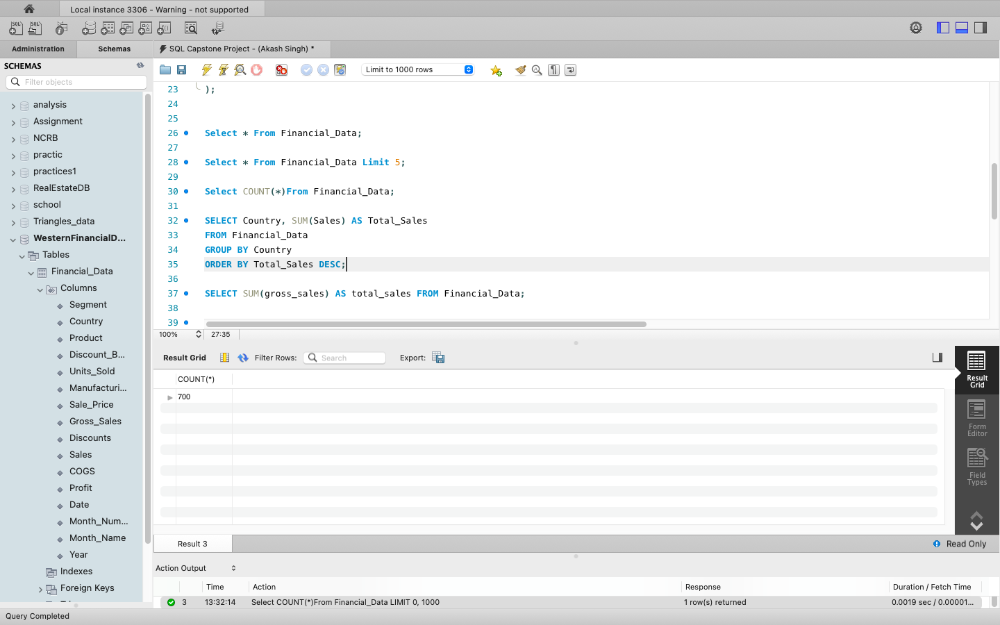 Local instance 3306 - Warning - not supported
Administration
Schemas
SQL Capstone Project - (Akash Singh) *
SCHEMAS
Filter objects
analysis
Assignment
NCRB
practic
practices1
RealEstateDB
school
Triangles_data
WesternFinancialD...
Tables
Financial_Data
Columns
Segment
Country
Product
Discount_B...
Units_Sold
Manufacturi...
Sale_Price
Gross_Sales
Discounts
Sales
COGS
Profit
Date
Month_Num...
Month_Name
Year
Indexes
Foreign Keys
Limit to 1000 rows
23 );
24
25
26 Select * From Financial_Data;
27
28 Select * From Financial_Data Limit 5;
29
30 Select COUNT(*)From Financial_Data;
31
32 SELECT Country, SUM(Sales) AS Total_Sales
33 FROM Financial_Data
34 GROUP BY Country
35 ORDER BY Total_Sales DESC;
36
37 SELECT SUM(gross_sales) AS total_sales FROM Financial_Data;
38
39
100% 27:35
Result Grid Filter Rows: Search Export:
COUNT(*)
700
Result
Grid
Form
Editor
Field
Types
Result 3
Read Only
Action Output
Time Action Response Duration / Fetch Time
3 13:32:14 Select COUNT(*)From Financial_Data LIMIT 0, 1000 1 row(s) returned 0.0019 sec / 0.00001...
Query Completed